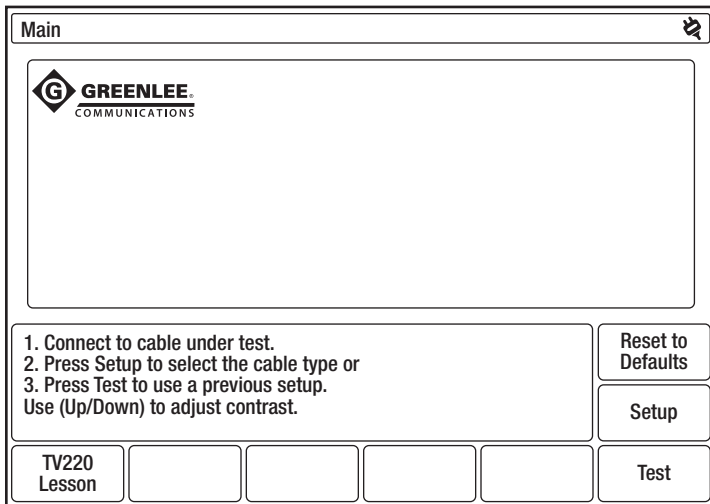 Main
G GREENLEE.
COMMUNICATIONS
1. Connect to cable under test.
2. Press Setup to select the cable type or
3. Press Test to use a previous setup.
Use (Up/Down) to adjust contrast.
Reset to
Defaults
Setup
TV220
Lesson
Test